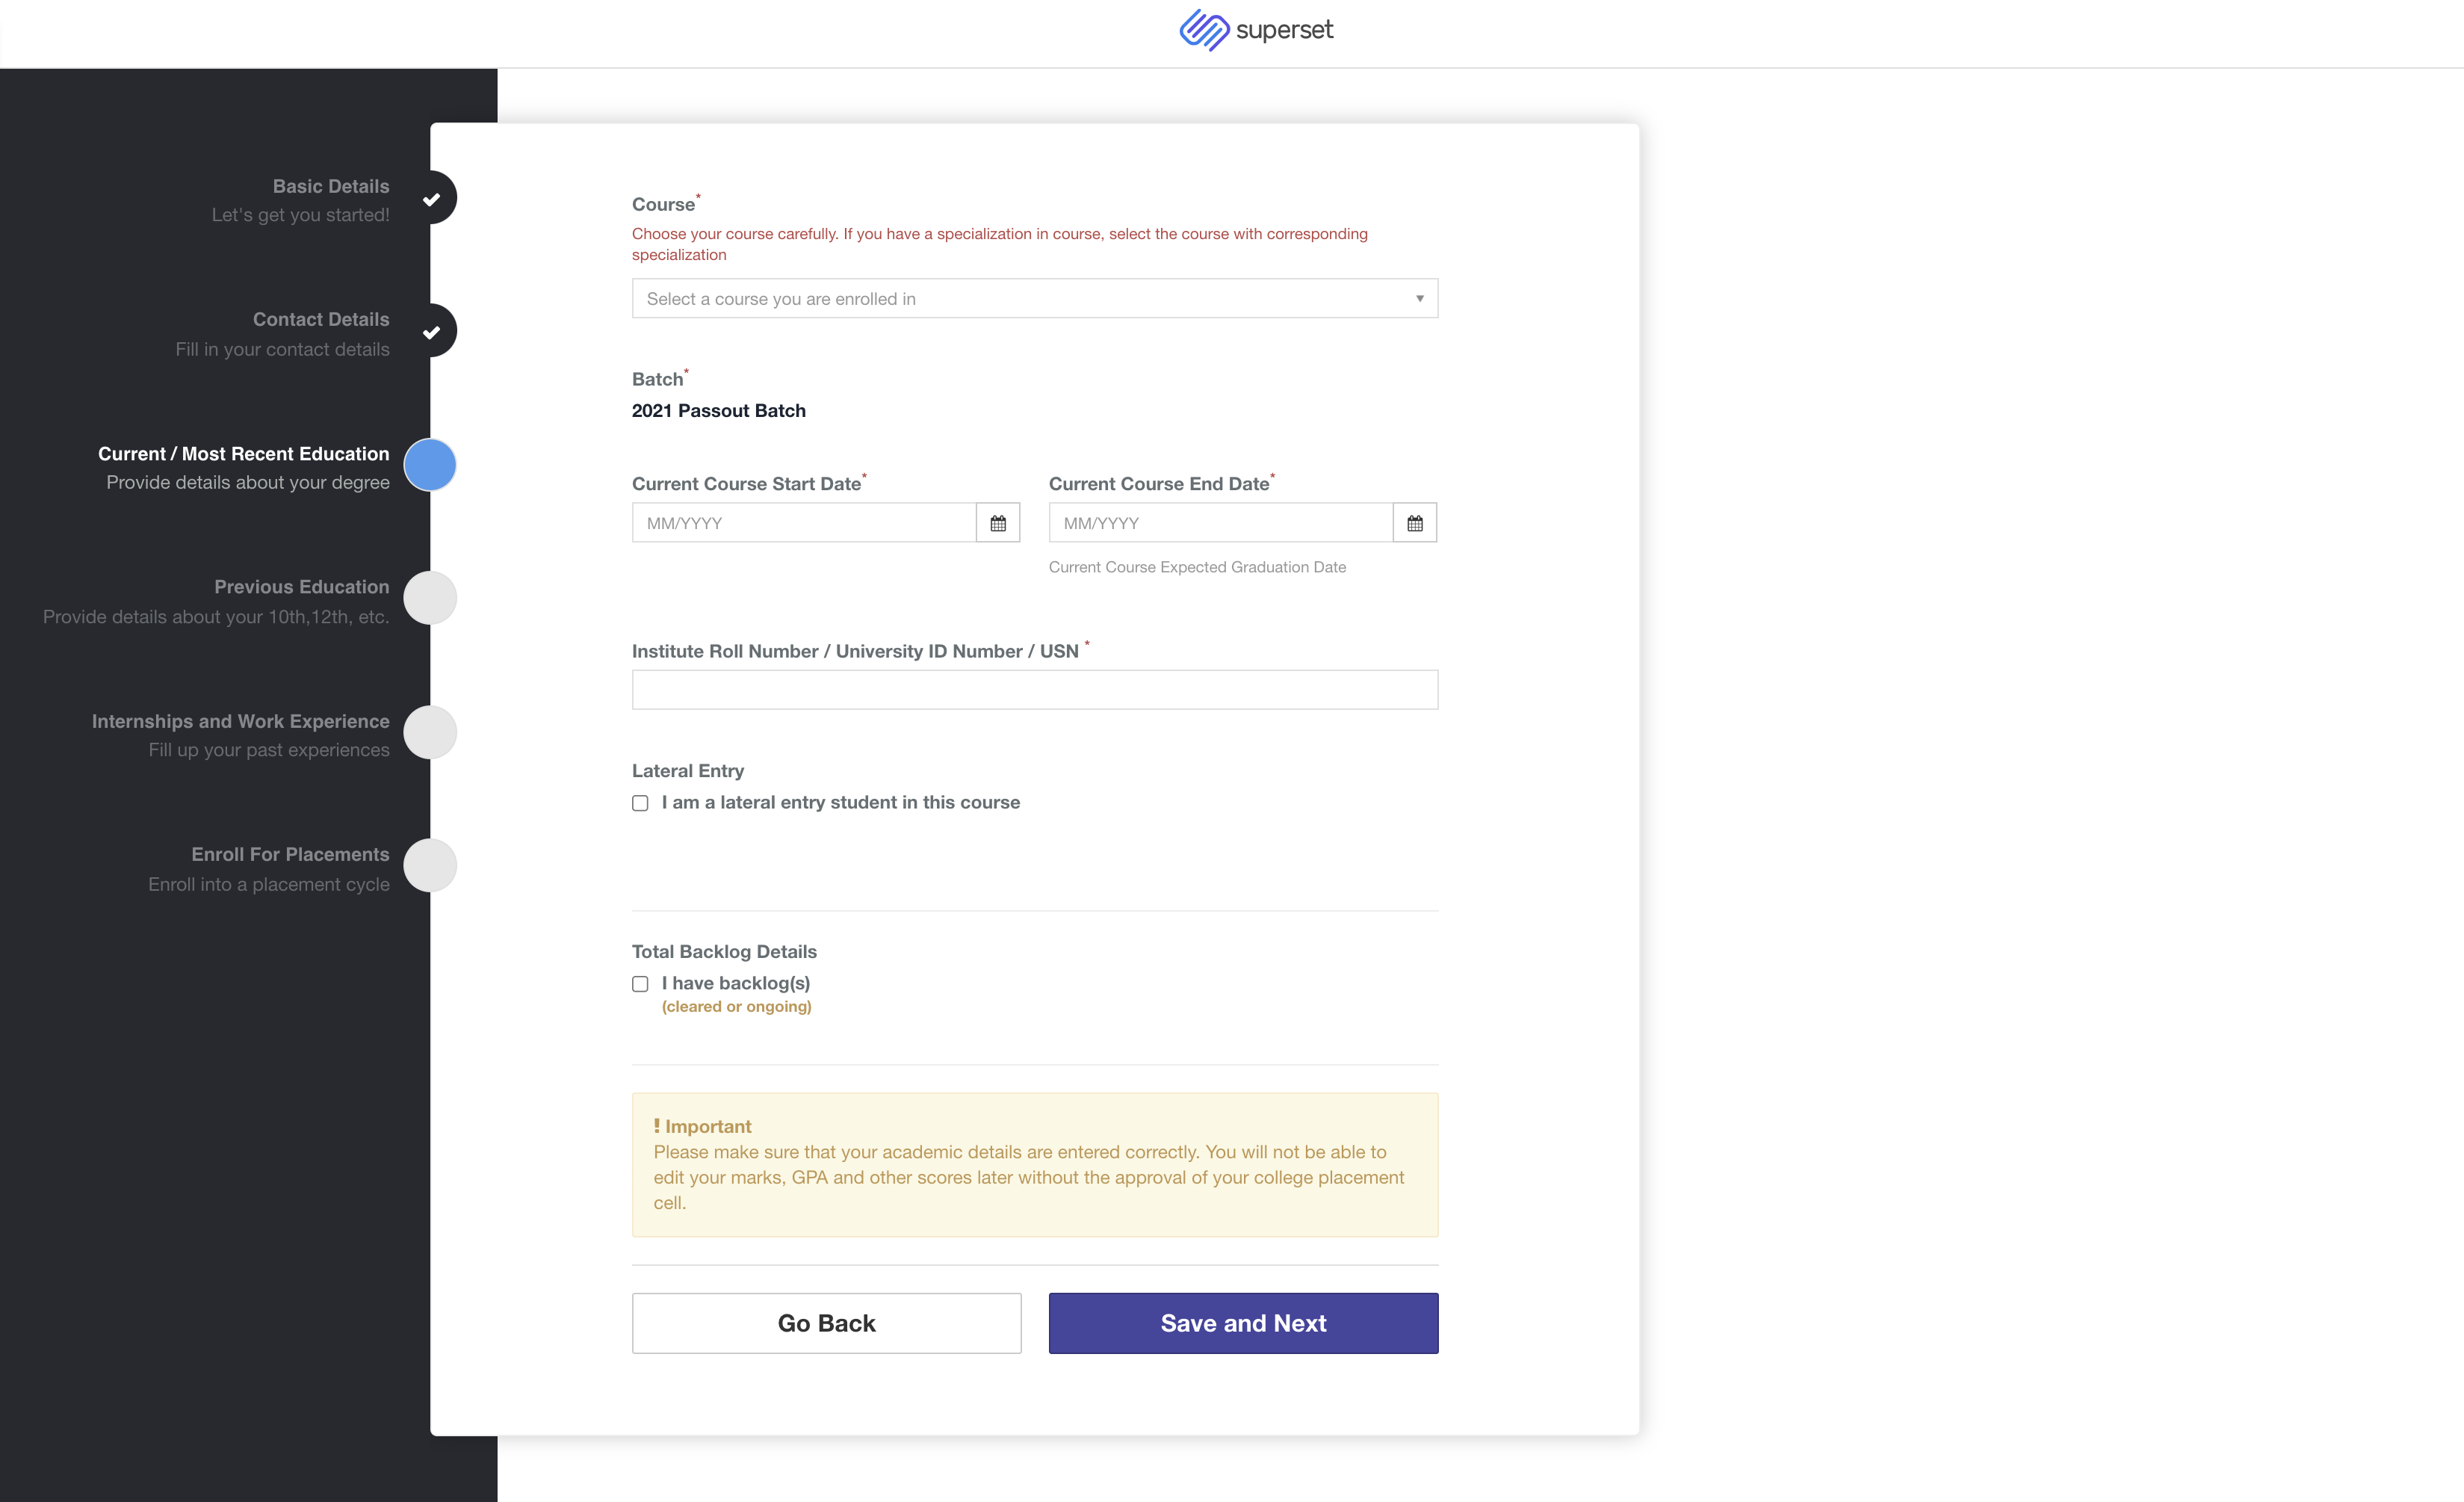 superset
Basic Details
Let's get you started!
Contact Details
Fill in your contact details
Current / Most Recent Education
Provide details about your degree
Previous Education
Provide details about your 10th,12th, etc.
Internships and Work Experience
Fill up your past experiences
Enroll For Placements
Enroll into a placement cycle
Course*
Choose your course carefully. If you have a specialization in course, select the course with corresponding
specialization
Select a course you are enrolled in
Batch*
2021 Passout Batch
Current Course Start Date*
MM/YYYY
Current Course End Date*
MM/YYYY
Current Course Expected Graduation Date
Institute Roll Number / University ID Number / USN *
Lateral Entry
I am a lateral entry student in this course
Total Backlog Details
I have backlog(s)
(cleared or ongoing)
! Important
Please make sure that your academic details are entered correctly. You will not be able to
edit your marks, GPA and other scores later without the approval of your college placement
cell.
Go Back
Save and Next